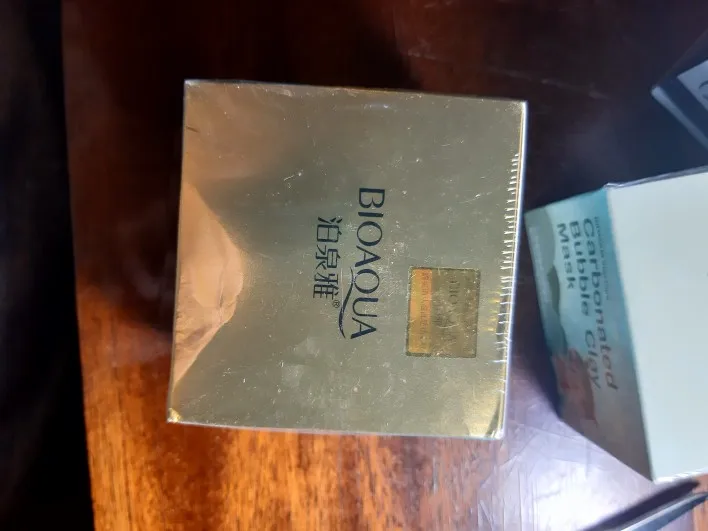 BIOAQUA
泊泉雅®
Carbonated
Bubble Clay
Mask